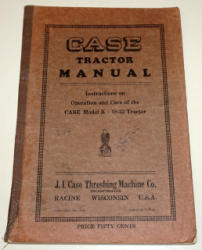 CASE
TRACTOR
MANUAL
Instructions on
Operation and Care of the
CASE Model K - 18-32 Tractor
J. I. Case Threshing Machine Co.
INCORPORATED
RACINE WISCONSIN U.S.A.
PRICE FIFTY CENTS